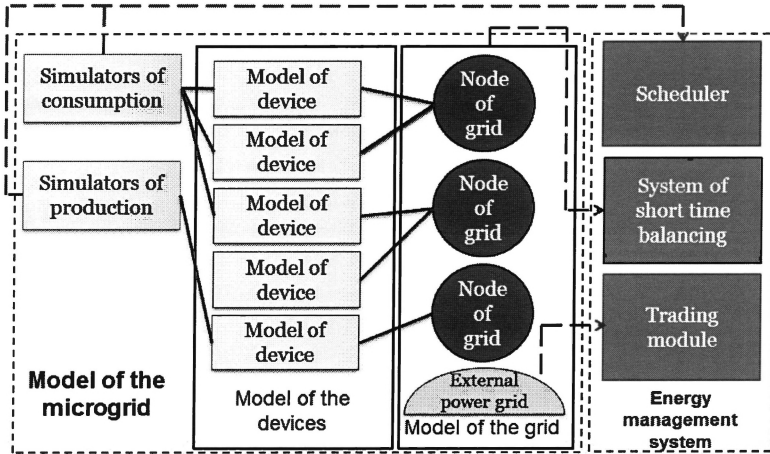 Simulators of
consumption
Simulators of
production
Model of the
microgrid
Model of
device
Model of
device
Model of
device
Model of
device
Model of
device
Model of the
devices
Node
of
grid
Node
of
grid
Node
of
grid
External
power grid
Model of the grid
Scheduler
System of
short time
balancing
Trading
module
Energy
management
system